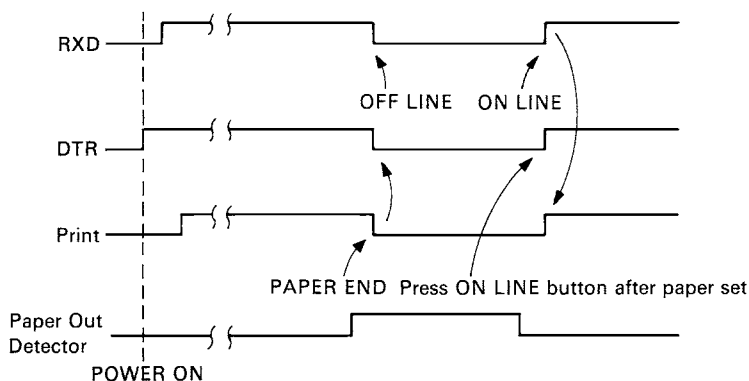 RXD
OFF LINE ON LINE
DTR
Print
PAPER END Press ON LINE button after paper set
Paper Out
Detector
POWER ON